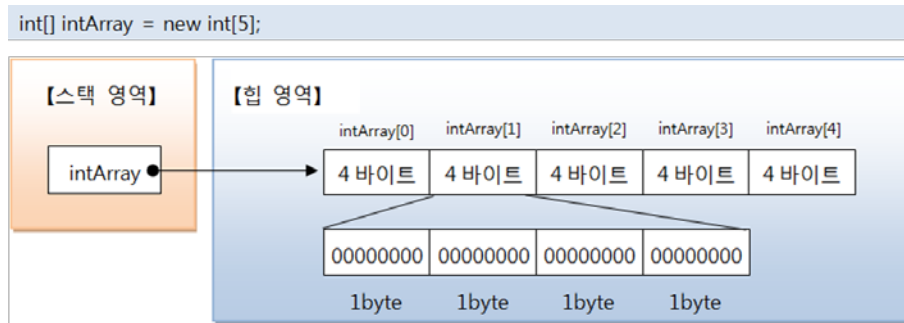 int[] intArray = new int[5];
【스택 영역】
【힙 영역】
intArray[0] intArray[1] intArray[2] intArray[3] intArray[4]
intArray
4 바이트 4 바이트 4 바이트 4 바이트 4 바이트
00000000 00000000 00000000 00000000
1byte 1byte 1byte 1byte